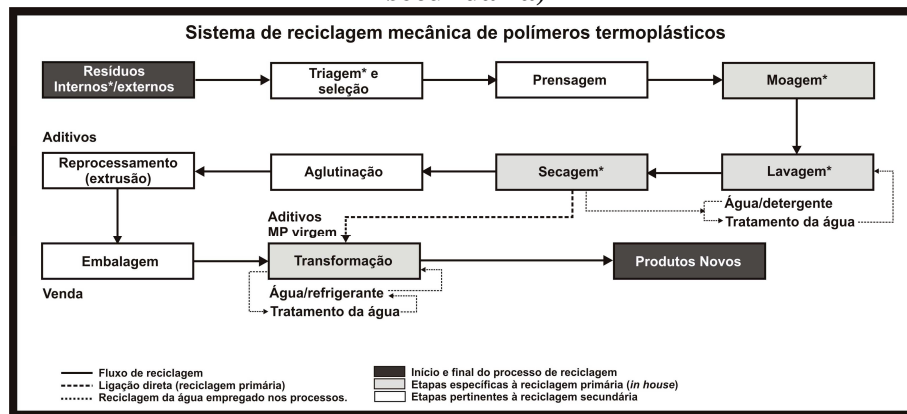 Sistema de reciclagem mecânica de polímeros termoplásticos
Resíduos
Internos*/externos
Triagem* e
seleção
Prensagem
Moagem*
Aditivos
Reprocessamento
(extrusão)
Aglutinação
Secagem*
Lavagem*
Água/detergente
Tratamento da água
Aditivos
MP virgem
Embalagem
Transformação
Produtos Novos
Venda
Água/refrigerante
Tratamento da água
Fluxo de reciclagem
Ligação direta (reciclagem primária)
Reciclagem da água empregado nos processos.
Início e final do processo de reciclagem
Etapas específicas à reciclagem primária (in house)
Etapas pertinentes à reciclagem secundária